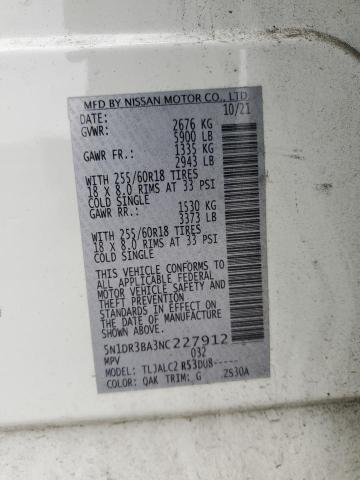 MFD BY NISSAN MOTOR CO., LTD.
DATE: 10/21
GVWR: 2676 KG
5900 LB
GAWR FR.: 1335 KG
2943 LB
WITH 255/60R18 TIRES
18 X 8.0 RIMS AT 33 PSI
COLD SINGLE
GAWR RR.: 1530 KG
3373 LB
WITH 255/60R18 TIRES
18 X 8.0 RIMS AT 33 PSI
COLD SINGLE
THIS VEHICLE CONFORMS TO
ALL APPLICABLE FEDERAL
MOTOR VEHICLE SAFETY AND
BUMPER STANDARDS IN
EFFECT ON THE DATE OF
MANUFACTURE SHOWN ABOVE.
5N1DR3BA3NC227912
MPV 032
MODEL: TLJALC2 R53DU8-----
COLOR: QAK TRIM: G 2S30A